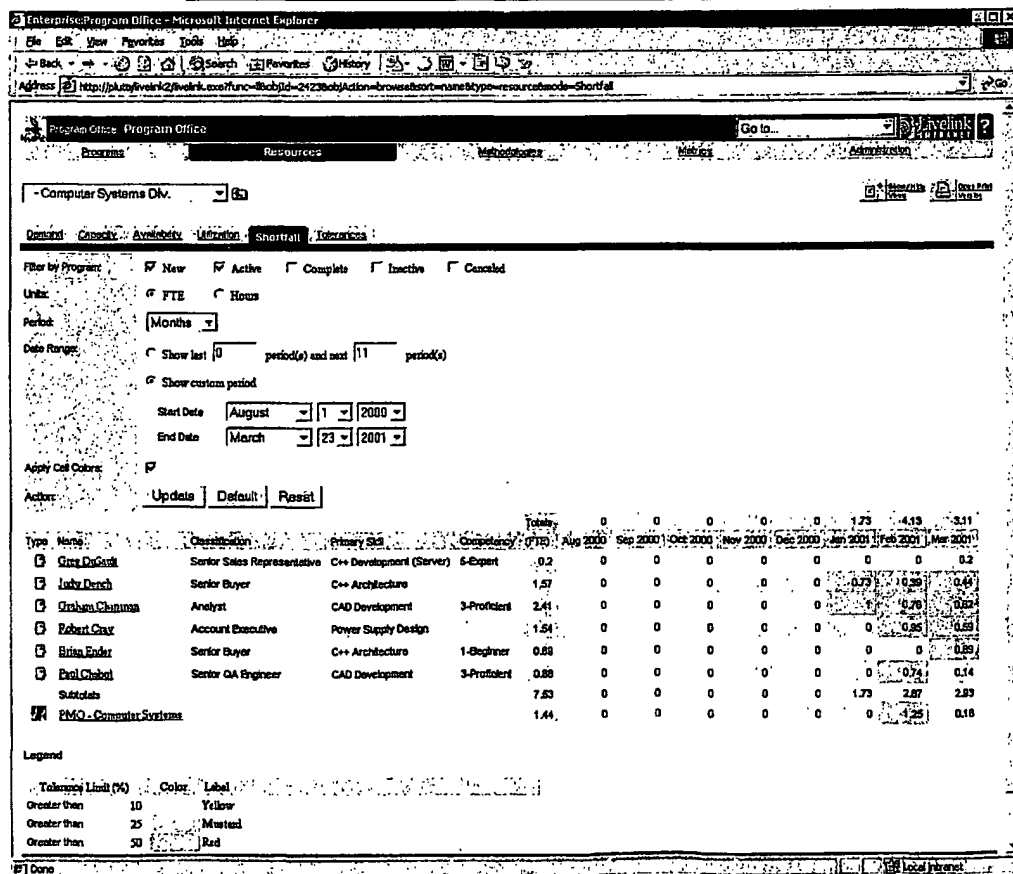 Enterprise:Program Office - Microsoft Internet Explorer
File Edit View Favorites Tools Help
Back Search Favorites History
Address Go
Program Office Program Office Go to... Livelink ?
Programs Resources Methodologies Metrics Administration
- Computer Systems Div.
Demand Capacity Availability Utilization Shortfall Tolerances
Filter by Program: New Active Complete Inactive Canceled
Units: FTE Hours
Period: Months
Date Range: Show last 0 period(s) and next 11 period(s)
Show custom period
Start Date August 1 2000
End Date March 23 2001
Apply Cell Colors:
Action: Update Default Reset
Totals 0 0 0 0 0 1.73 4.13 3.11
Type Name Classification Primary Skill Competency (FTE) Aug 2000 Sep 2000 Oct 2000 Nov 2000 Dec 2000 Jan 2001 Feb 2001 Mar 2001
Senior Sales Representative C++ Development (Server) 5-Expert 0.2 0 0 0 0 0 0 0 0.2
Judy Dench Senior Buyer C++ Architecture 1.57 0 0 0 0 0 0.73 0.39 0.44
Graham Chapman Analyst CAD Development 3-Proficient 2.41 0 0 0 0 0 1 0.78 0.62
Robert Cray Account Executive Power Supply Design 1.54 0 0 0 0 0 0 0.95 0.59
Brian Ender Senior Buyer C++ Architecture 1-Beginner 0 0 0 0 0 0 0
Paul Chabot Senior QA Engineer CAD Development 3-Proficient 0.88 0 0 0 0 0 0 0.74 0.14
Subtotals 7.53 0 0 0 0 0 1.73 2.87 2.93
PMO - Computer Systems 1.44 0 0 0 0 0 0 1.25 0.18
Legend
Tolerance Limit (%) Color Label
Greater than 10 Yellow
Greater than 25 Mustard
Greater than 50 Red
Done Local intranet